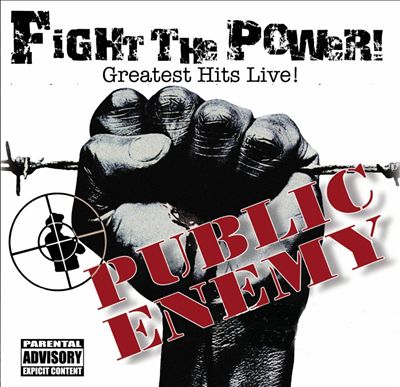 FiGHT THE POWER!
Greatest Hits Live!
PUBLIC
ENEMY
PARENTAL
ADVISORY
EXPLICIT CONTENT